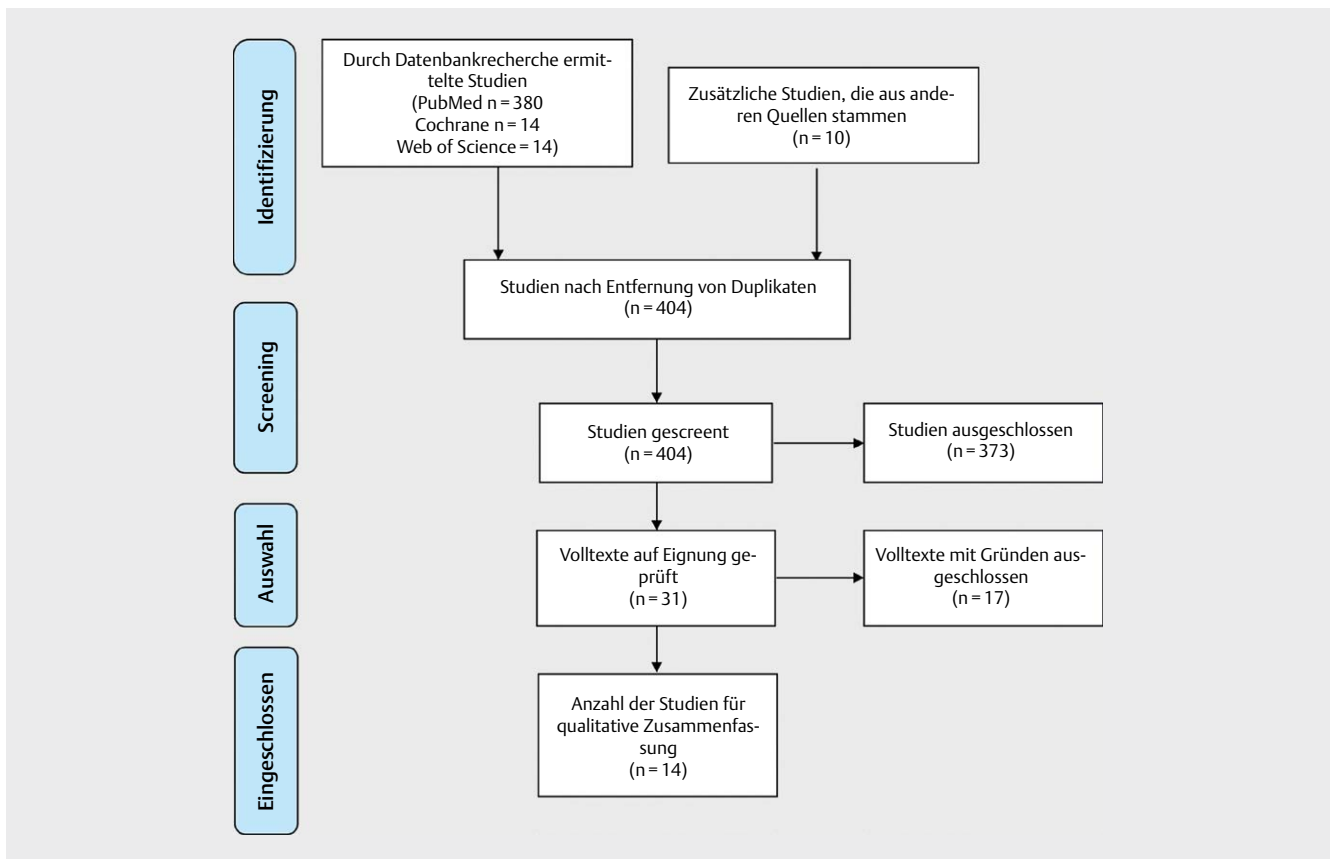 Identifizierung
Durch Datenbankrecherche ermit-
telte Studien
(PubMed n = 380
Cochrane n = 14
Web of Science = 14)
Zusätzliche Studien, die aus ande-
ren Quellen stammen
(n = 10)
Studien nach Entfernung von Duplikaten
(n = 404)
Screening
Studien gescreent
(n = 404)
Studien ausgeschlossen
(n = 373)
Auswahl
Volltexte auf Eignung ge-
prüft
(n = 31)
Volltexte mit Gründen aus-
geschlossen
(n = 17)
Eingeschlossen
Anzahl der Studien für
qualitative Zusammenfas-
sung
(n = 14)